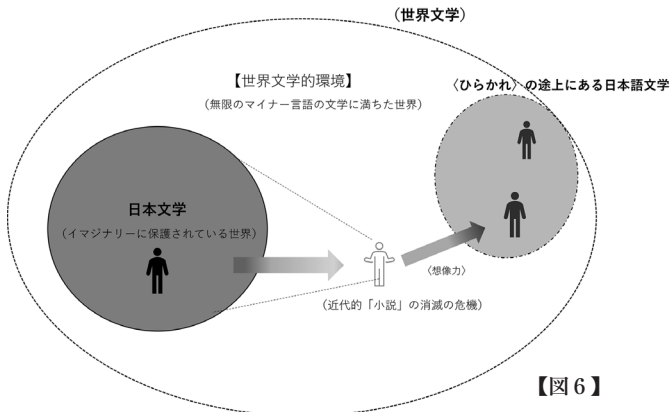 （世界文学）
【世界文学的環境】
（無限のマイナー言語の文学に満ちた世界）
〈ひらかれ〉の途上にある日本語文学
日本文学
（イマジナリーに保護されている世界）
〈想像力〉
（近代的「小説」の消滅の危機）
【図６】